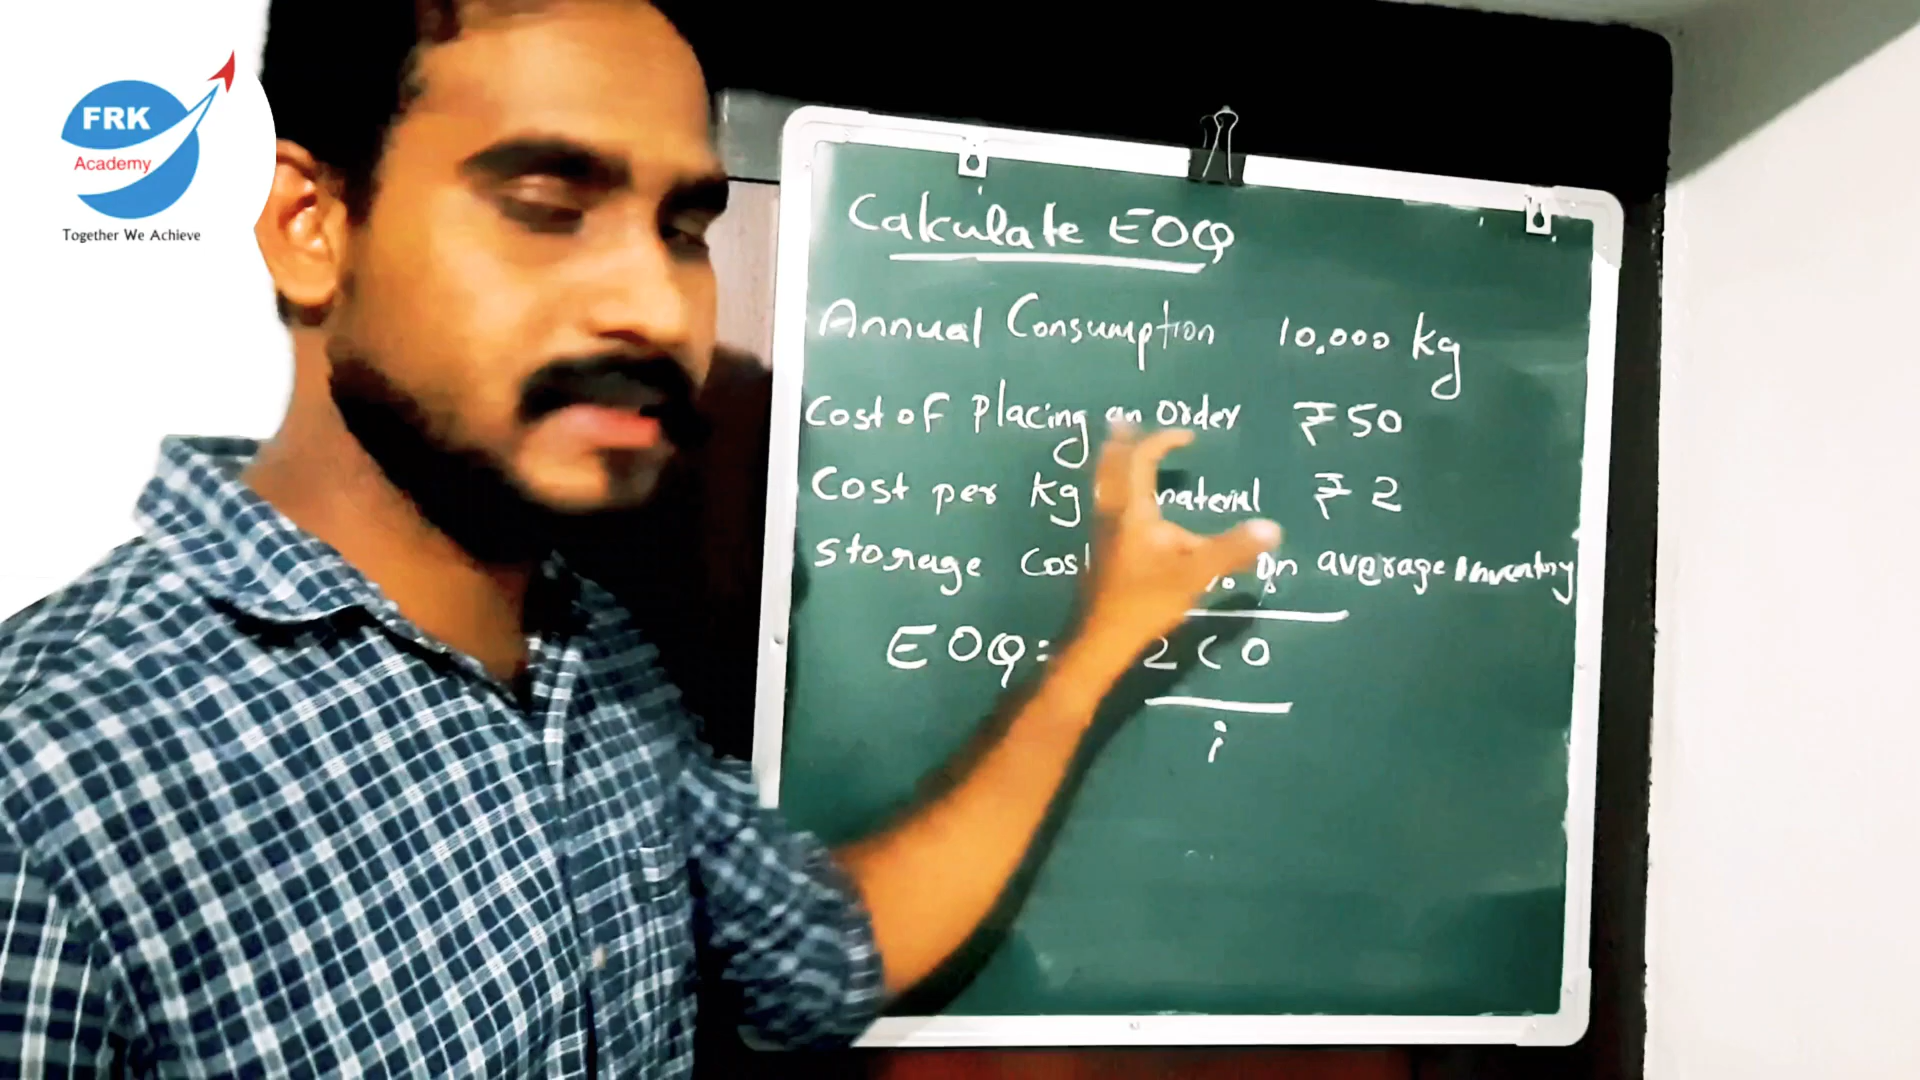 FRK
Academy
Together We Achieve
Calculate EOQ
Annual Consumption 10,000 kg
Cost of Placing an Order ₹ 50
Cost per kg material ₹ 2
Storage % on average inventory
EOQ = 2CO
i